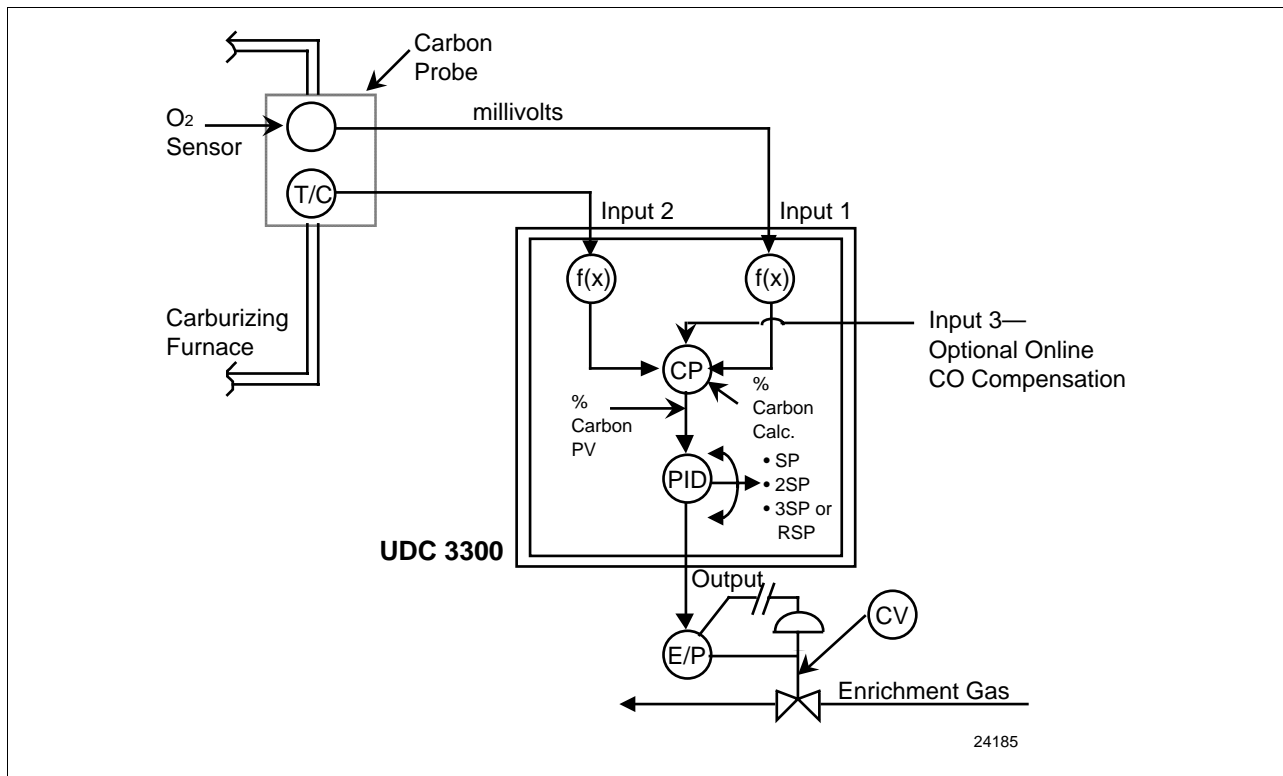 Carbon
Probe
O2
Sensor
millivolts
T/C
Input 2
Input 1
f(x)
f(x)
Carburizing
Furnace
Input 3—
Optional Online
CO Compensation
CP
%
Carbon
PV
%
Carbon
Calc.
PID
• SP
• 2SP
• 3SP or
RSP
UDC 3300
Output
CV
E/P
Enrichment Gas
24185